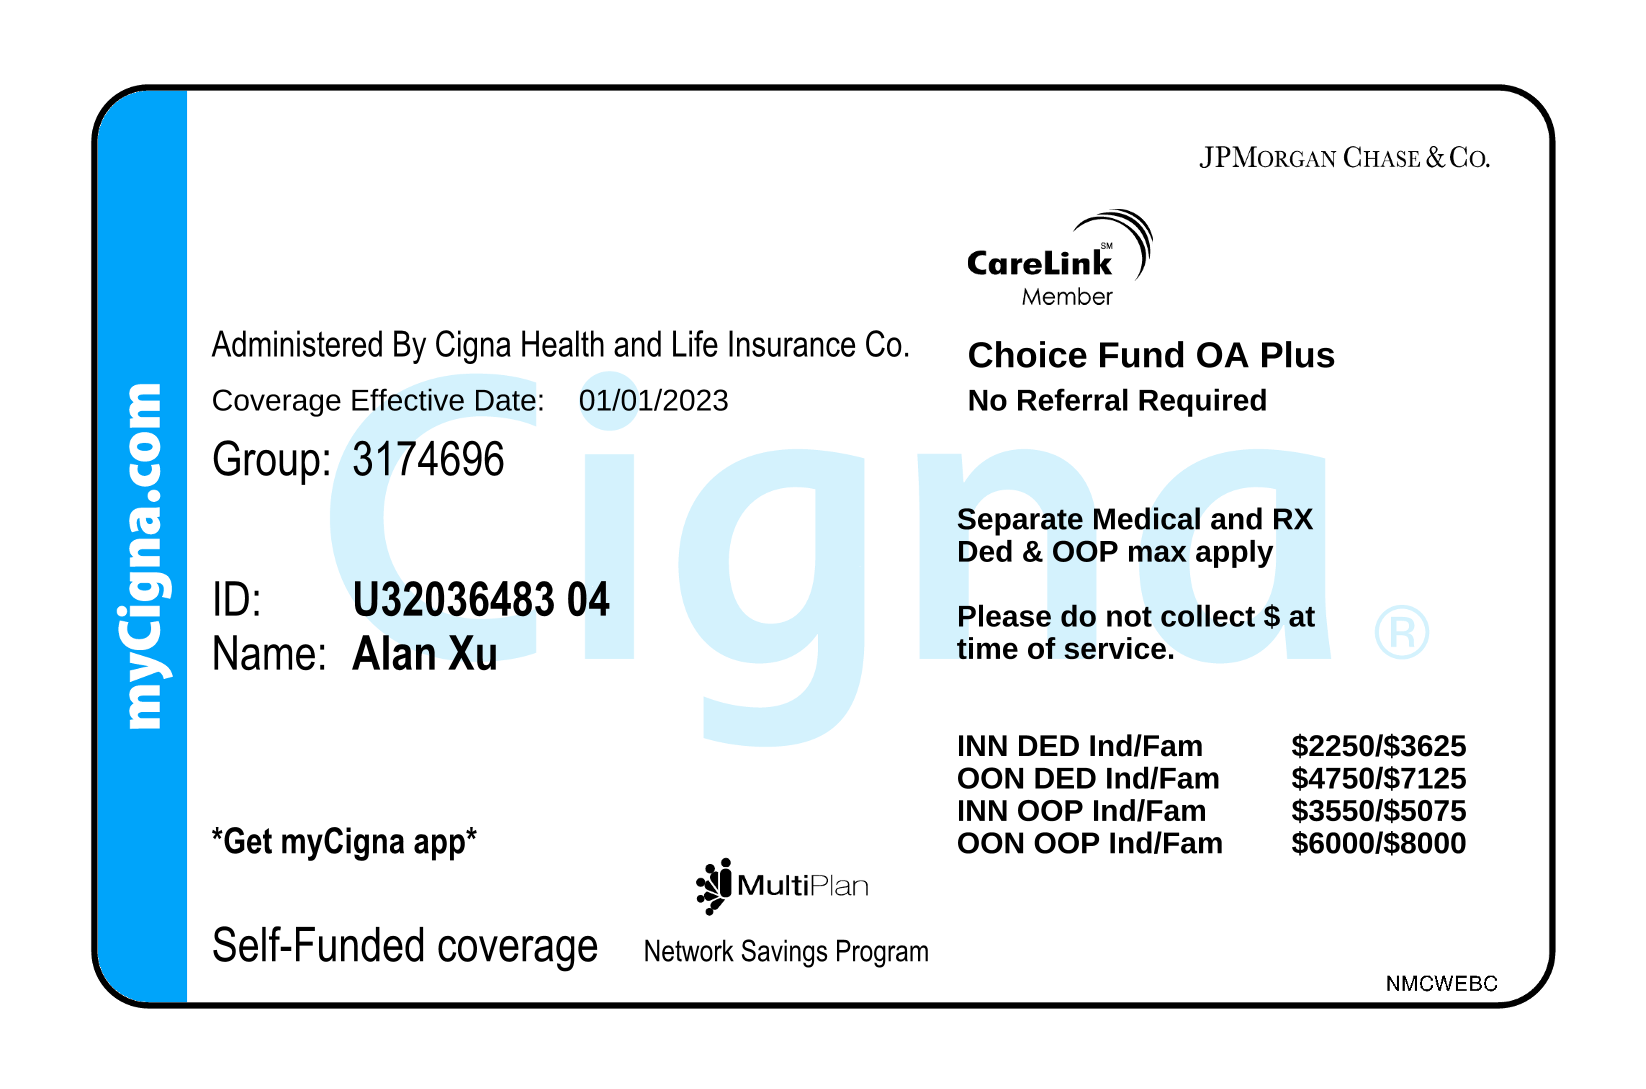 JPMORGAN CHASE & CO.
CareLink SM
Member
Administered By Cigna Health and Life Insurance Co.
Coverage Effective Date: 01/01/2023
Group: 3174696
ID: U32036483 04
Name: Alan Xu
*Get myCigna app*
Self-Funded coverage
MultiPlan
Network Savings Program
Choice Fund OA Plus
No Referral Required
Separate Medical and RX
Ded & OOP max apply
Please do not collect $ at
time of service.
INN DED Ind/Fam $2250/$3625
OON DED Ind/Fam $4750/$7125
INN OOP Ind/Fam $3550/$5075
OON OOP Ind/Fam $6000/$8000
NMCWEBC
myCigna.com
Cigna ®